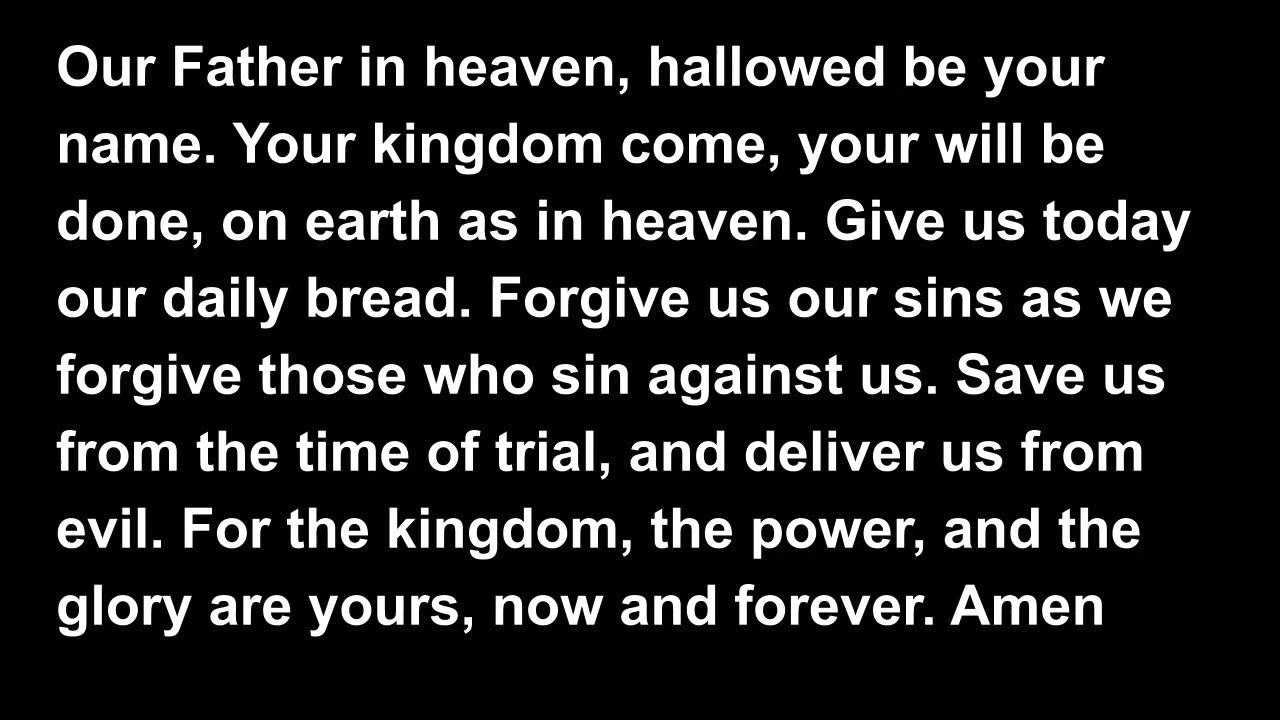 Our Father in heaven, hallowed be your
name. Your kingdom come, your will be
done, on earth as in heaven. Give us today
our daily bread. Forgive us our sins as we
forgive those who sin against us. Save us
from the time of trial, and deliver us from
evil. For the kingdom, the power, and the
glory are yours, now and forever. Amen